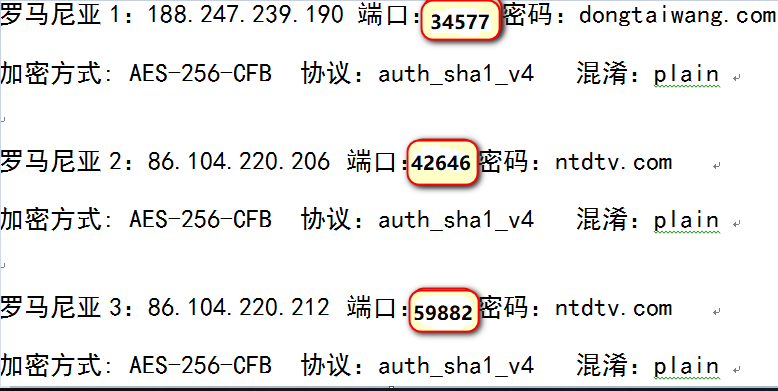 罗马尼亚 1: 188.247.239.190 端口: 34577 密码: dongtaiwang.com
加密方式: AES-256-CFB 协议: auth_sha1_v4 混淆: plain
罗马尼亚 2: 86.104.220.206 端口: 42646 密码: ntdtv.com
加密方式: AES-256-CFB 协议: auth_sha1_v4 混淆: plain
罗马尼亚 3: 86.104.220.212 端口: 59882 密码: ntdtv.com
加密方式: AES-256-CFB 协议: auth_sha1_v4 混淆: plain